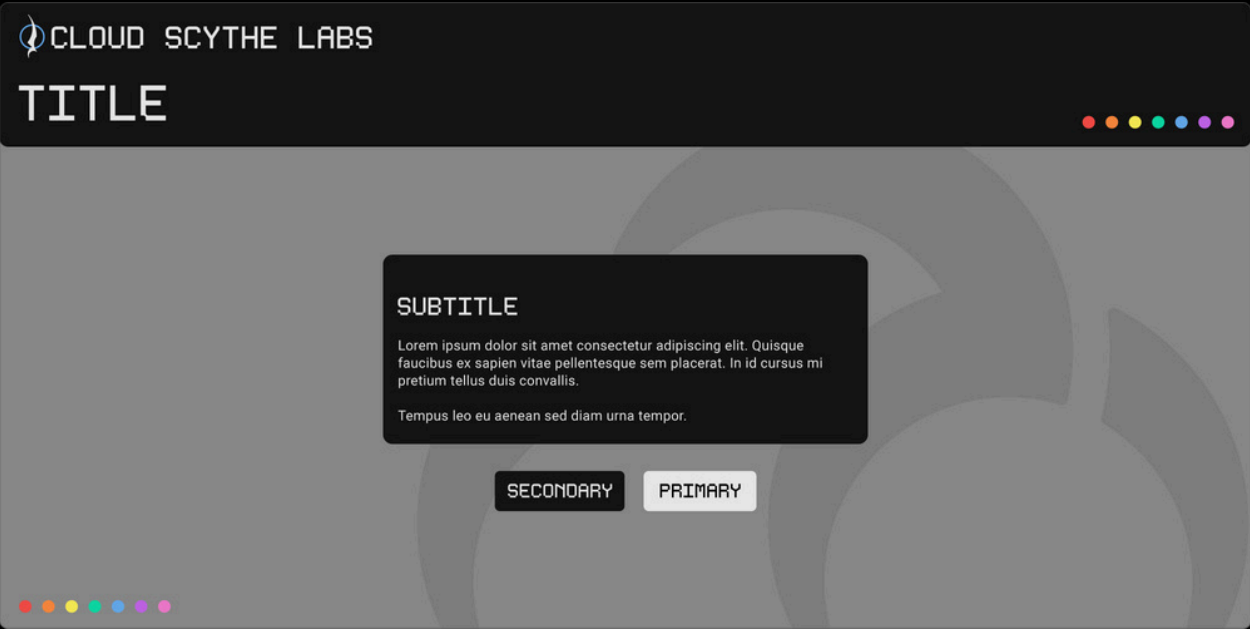 CLOUD SCYTHE LABS
TITLE
SUBTITLE
Lorem ipsum dolor sit amet consectetur adipiscing elit. Quisque
faucibus ex sapien vitae pellentesque sem placerat. In id cursus mi
pretium tellus duis convallis.
Tempus leo eu aenean sed diam urna tempor.
SECONDARY
PRIMARY